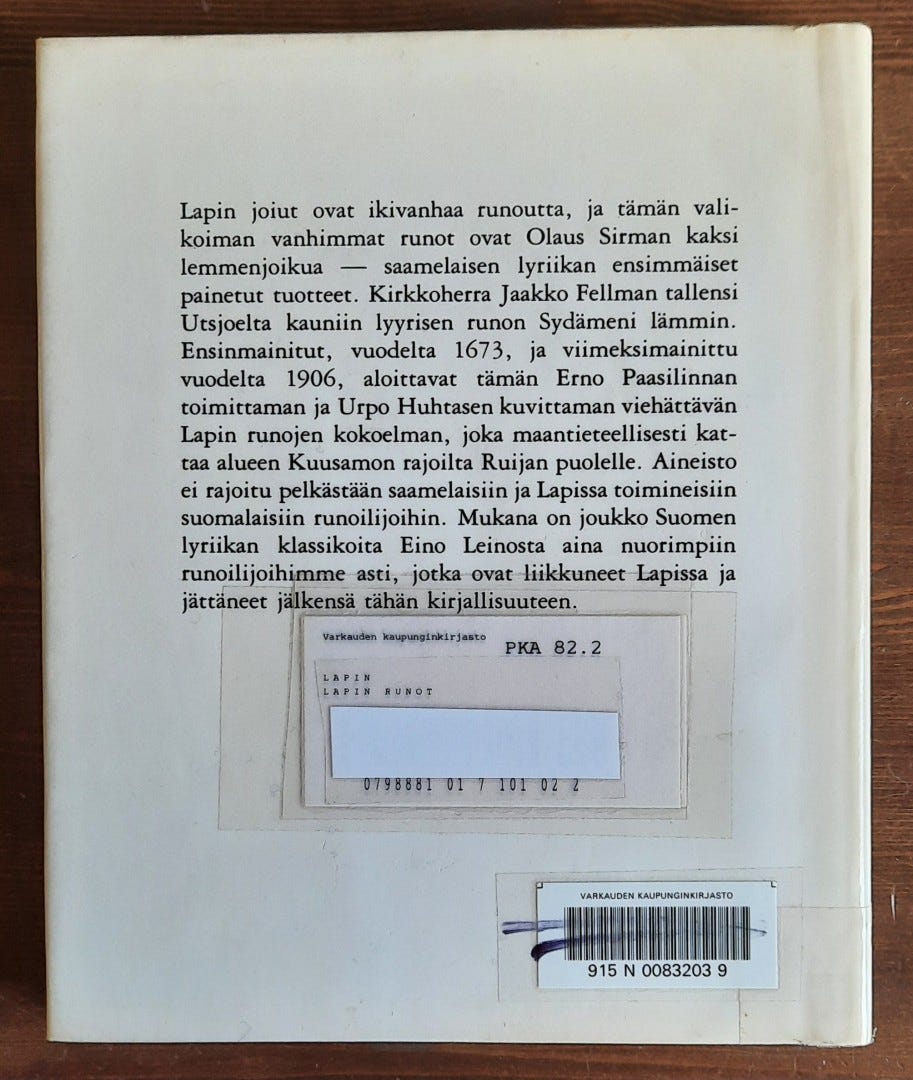 Lapin joiut ovat ikivanhaa runoutta, ja tämän vali-
koiman vanhimmat runot ovat Olaus Sirman kaksi
lemmenjoikua — saamelaisen lyriikan ensimmäiset
painetut tuotteet. Kirkkoherra Jaakko Fellman tallensi
Utsjoelta kauniin lyyrisen runon Sydämeni lämmin.
Ensinmainitut, vuodelta 1673, ja viimeksimainittu
vuodelta 1906, aloittavat tämän Erno Paasilinnan
toimittaman ja Urpo Huhtasen kuvittaman viehättävän
Lapin runojen kokoelman, joka maantieteellisesti kat-
taa alueen Kuusamon rajoilta Ruijan puolelle. Aineisto
ei rajoitu pelkästään saamelaisiin ja Lapissa toimineisiin
suomalaisiin runoilijoihin. Mukana on joukko Suomen
lyriikan klassikoita Eino Leinosta aina nuorimpiin
runoilijoihimme asti, jotka ovat liikkuneet Lapissa ja
jättäneet jälkensä tähän kirjallisuuteen.
Varkauden kaupunginkirjasto
PKA 82.2
LAPIN
LAPIN RUNOT
0798881 01 7 101 02 2
VARKAUDEN KAUPUNGINKIRJASTO
915 N 0083203 9